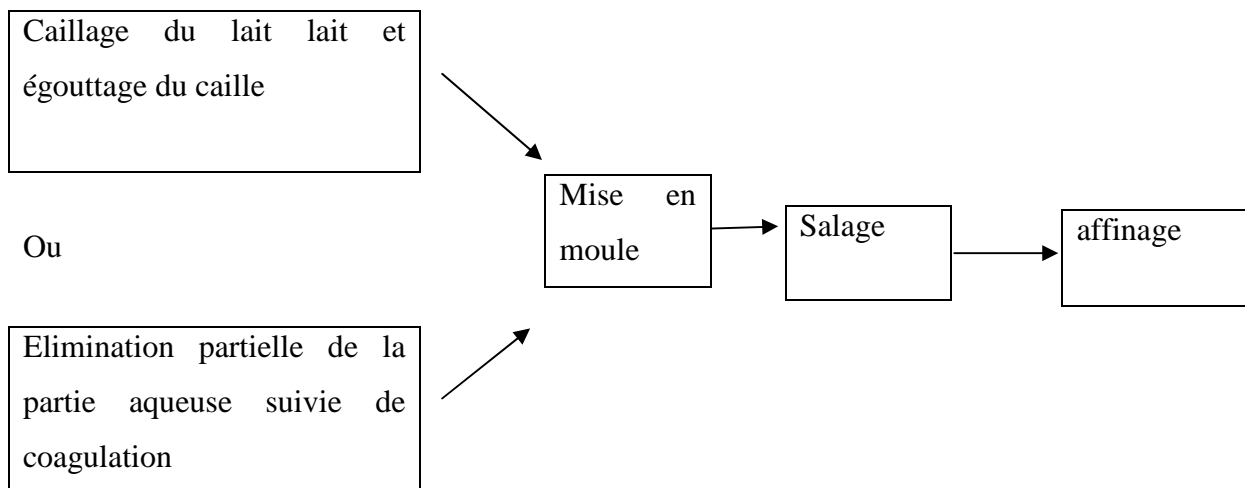 Caillage du lait lait et
égouttage du caille
Ou
Elimination partielle de la
partie aqueuse suivie de
coagulation
Mise en
moule
Salage
affinage